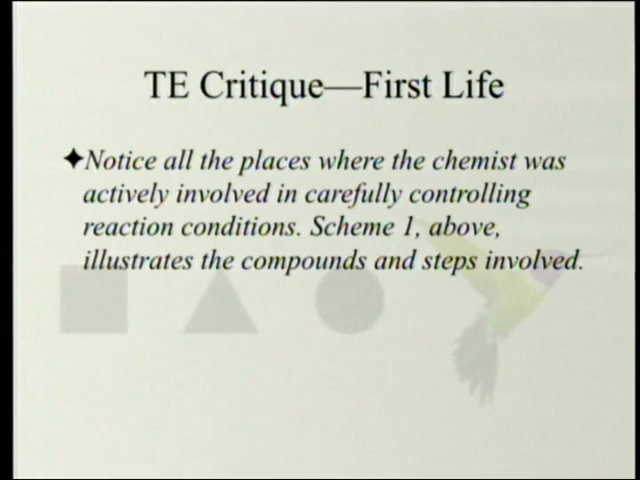 TE Critique—First Life
✦Notice all the places where the chemist was
actively involved in carefully controlling
reaction conditions. Scheme 1, above,
illustrates the compounds and steps involved.